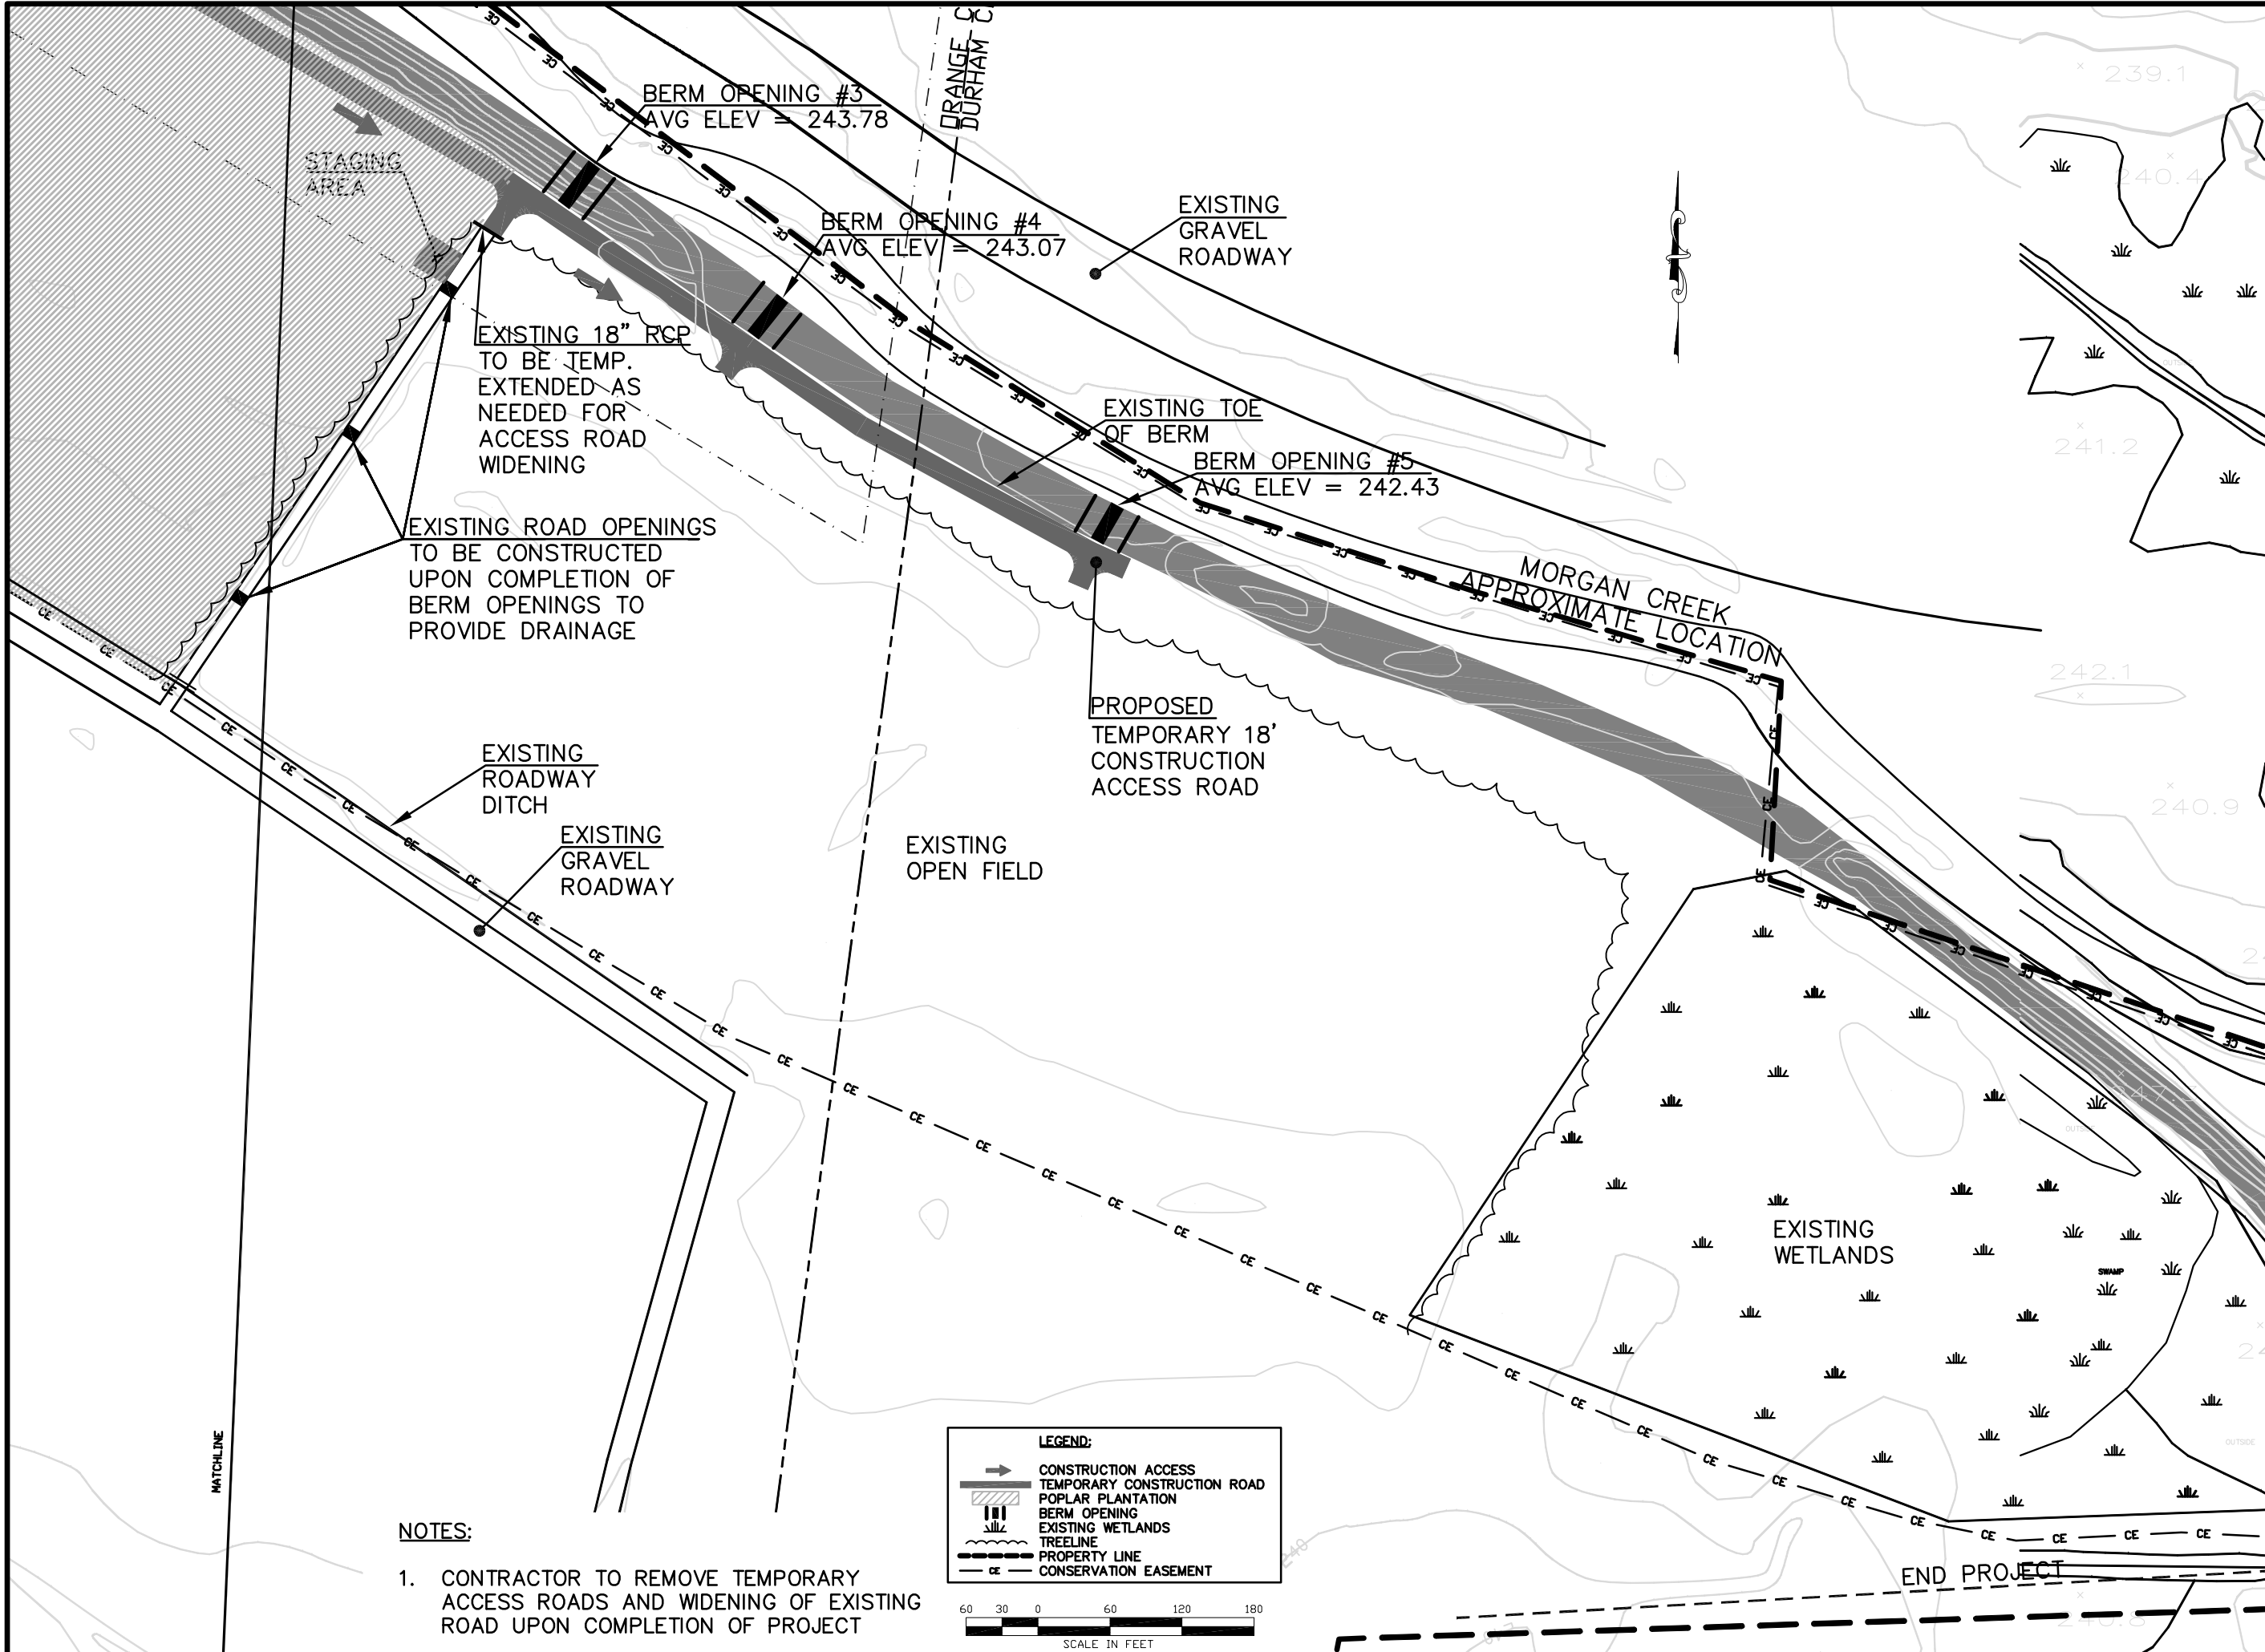 BERM OPENING #3
AVG ELEV = 243.78
STAGING
AREA
BERM OPENING #4
AVG ELEV = 243.07
EXISTING
GRAVEL
ROADWAY
239.1
240.4
241.2
242.1
240.9
EXISTING 18” RCP
TO BE TEMP.
EXTENDED AS
NEEDED FOR
ACCESS ROAD
WIDENING
EXISTING TOE
OF BERM
BERM OPENING #5
AVG ELEV = 242.43
EXISTING ROAD OPENINGS
TO BE CONSTRUCTED
UPON COMPLETION OF
BERM OPENINGS TO
PROVIDE DRAINAGE
MORGAN CREEK
APPROXIMATE LOCATION
PROPOSED
TEMPORARY 18'
CONSTRUCTION
ACCESS ROAD
EXISTING
ROADWAY
DITCH
EXISTING
GRAVEL
ROADWAY
EXISTING
OPEN FIELD
EXISTING
WETLANDS
SWAMP
OUTSIDE
MATCHLINE
LEGEND:
CONSTRUCTION ACCESS
TEMPORARY CONSTRUCTION ROAD
POPLAR PLANTATION
BERM OPENING
EXISTING WETLANDS
TREELINE
PROPERTY LINE
CE CONSERVATION EASEMENT
240
END PROJECT
NOTES:
1. CONTRACTOR TO REMOVE TEMPORARY
ACCESS ROADS AND WIDENING OF EXISTING
ROAD UPON COMPLETION OF PROJECT
60 30 0 60 120 180
SCALE IN FEET